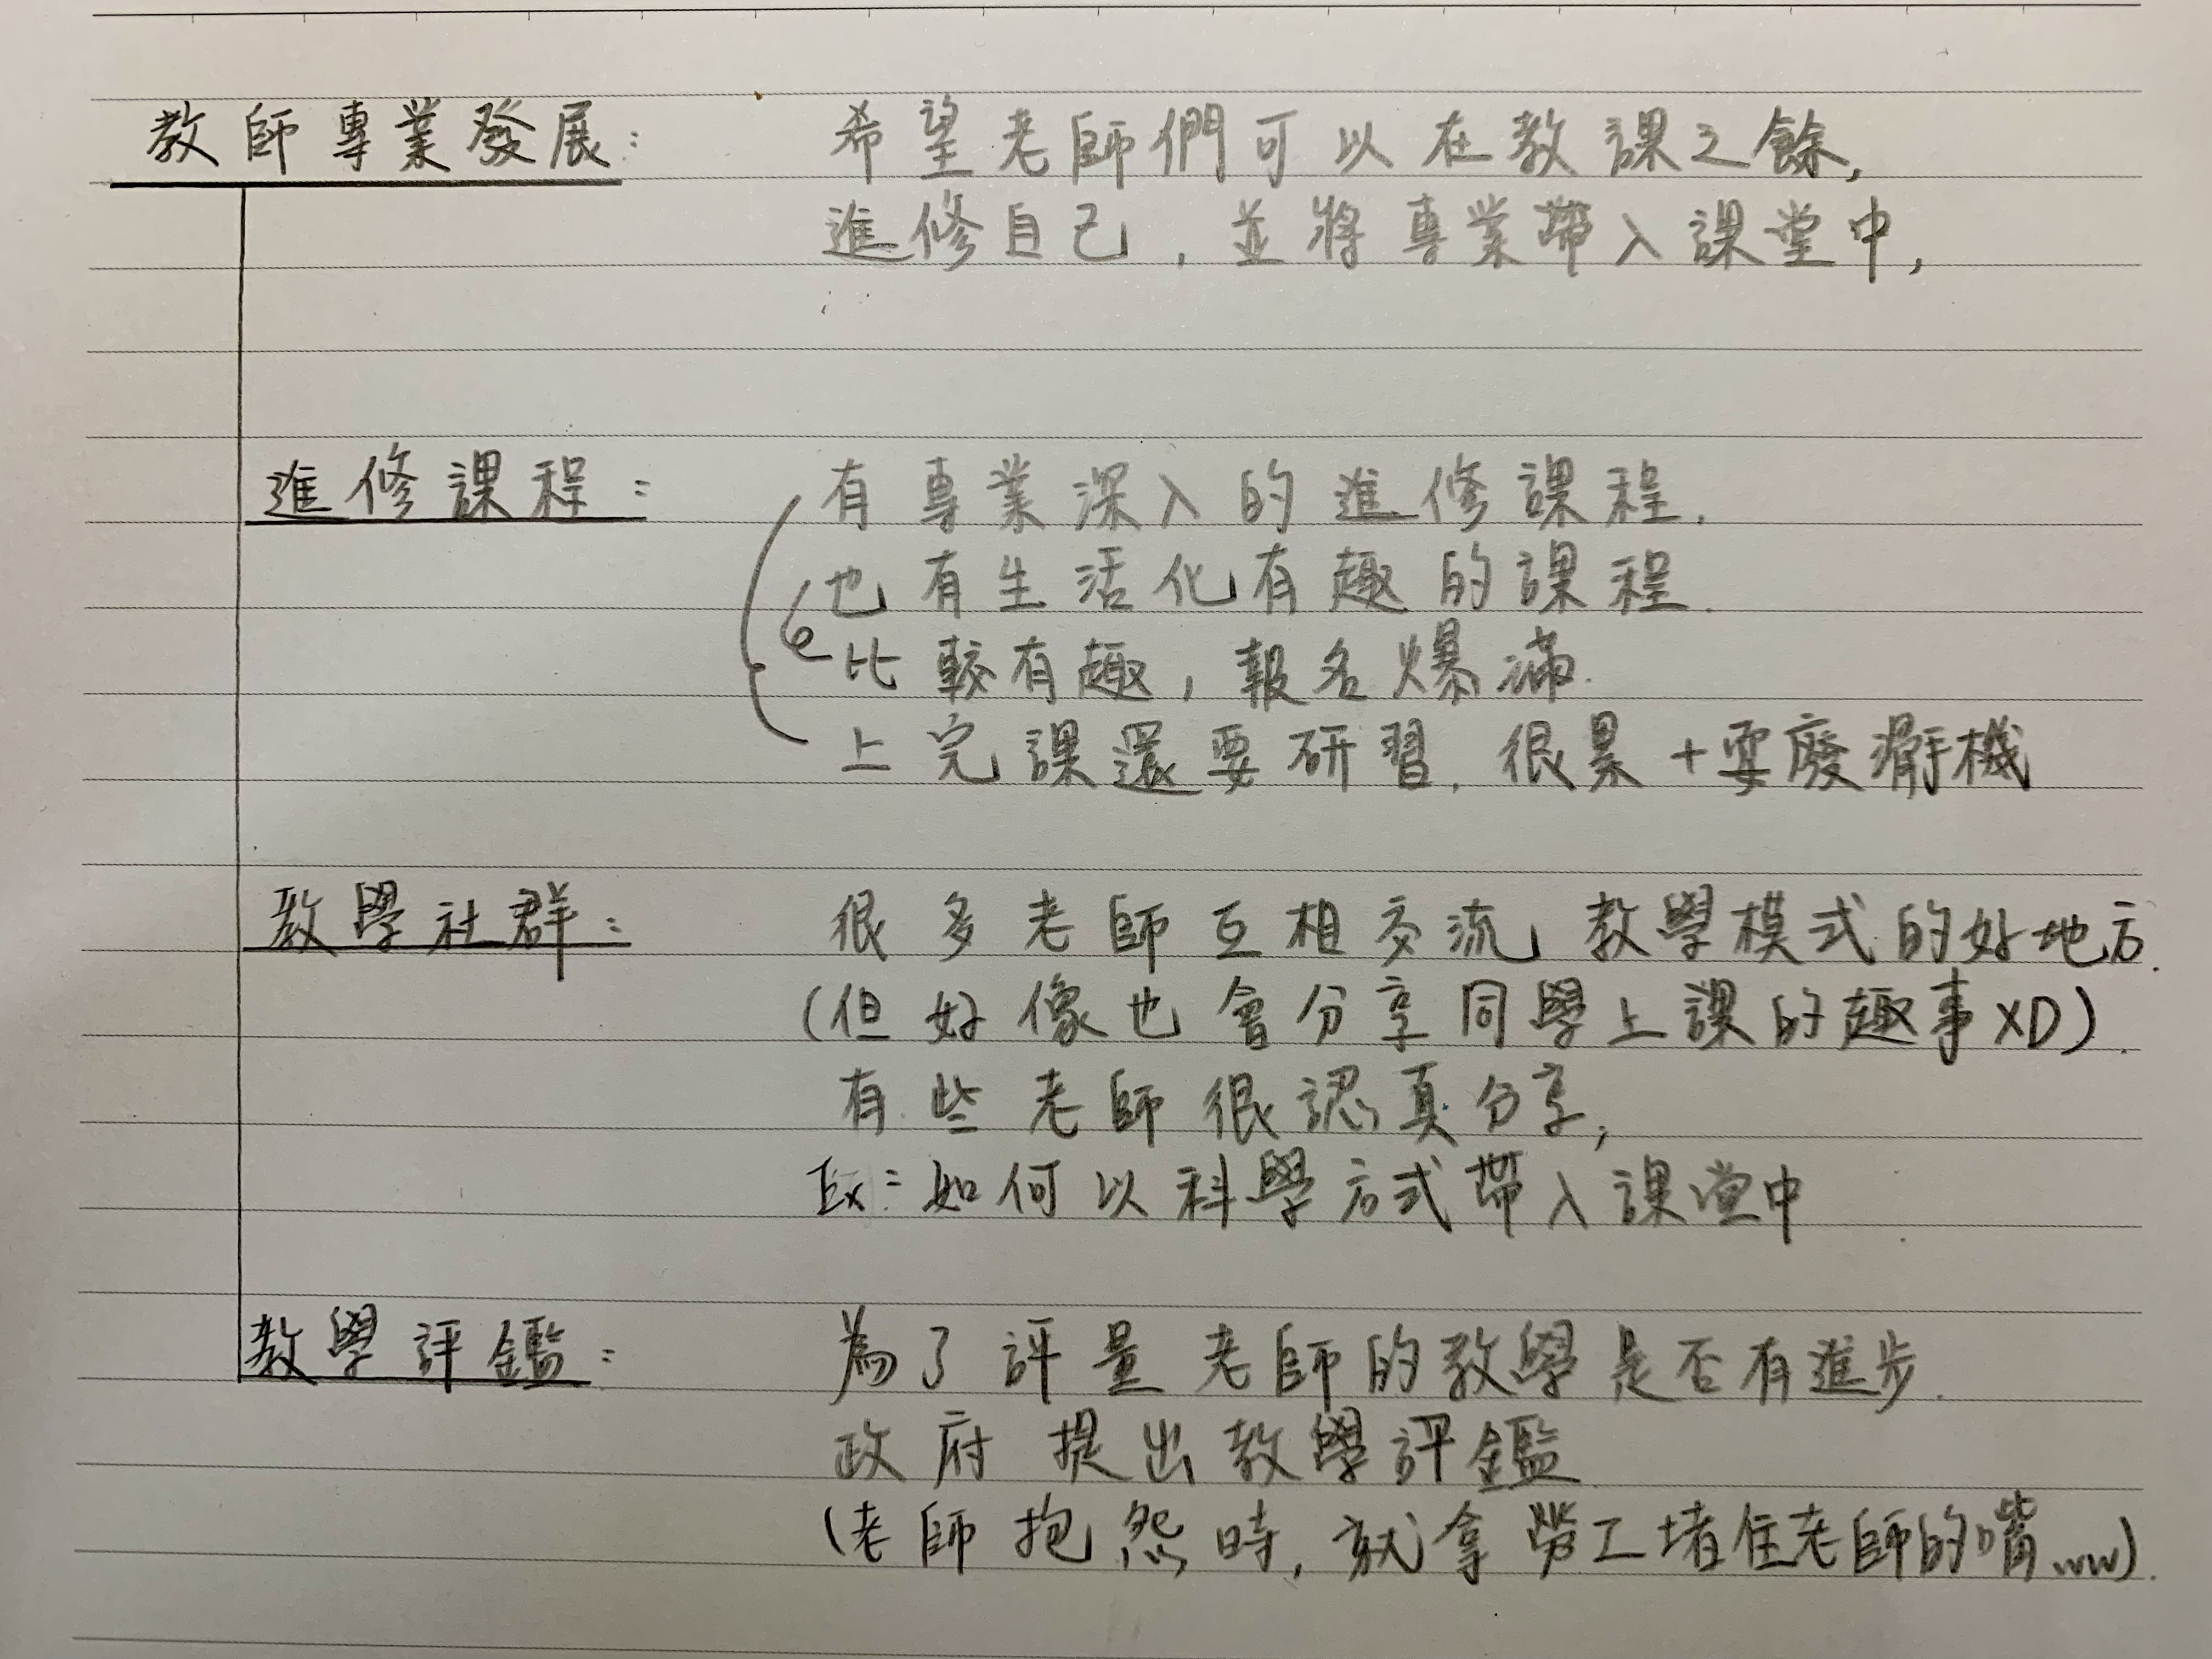 教師專業發展： 希望老師們可以在教課之餘,
進修自己,並將專業帶入課堂中,
進修課程： 有專業深入的進修課程.
也有生活化有趣的課程.
比較有趣,報名爆滿.
上完課還要研習.很累+耍廢滑手機
教學社群： 很多老師互相交流教學模式的好地方.
(但好像也會分享同學上課的趣事XD).
有些老師很認真分享,
Ex:如何以科學方式帶入課堂中
教學評鑑： 為了評量老師的教學是否有進步.
政府提出教學評鑑
(老師抱怨時,就拿勞工堵住老師的嘴ww).